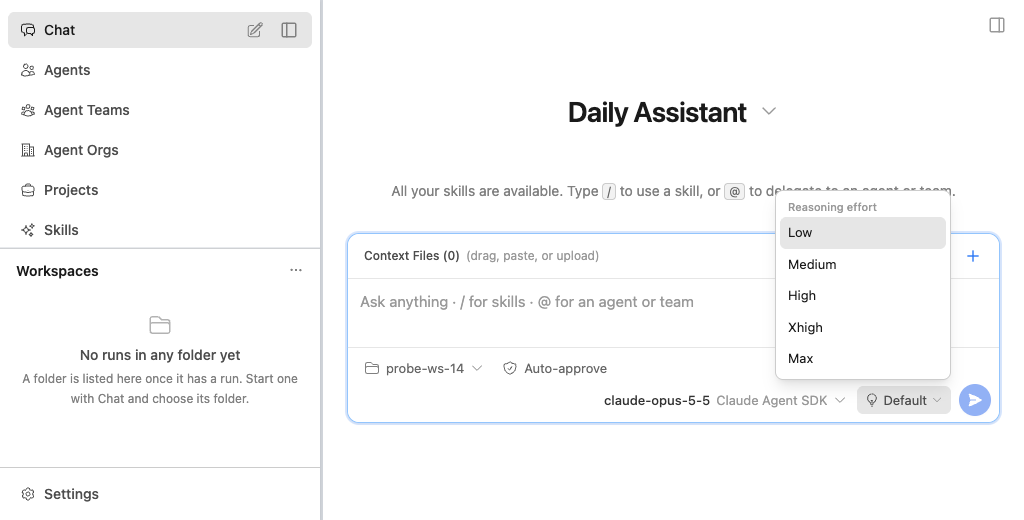 Chat
Agents
Agent Teams
Agent Orgs
Projects
Skills
Workspaces
No runs in any folder yet
A folder is listed here once it has a run. Start one
with Chat and choose its folder.
Settings
Daily Assistant
All your skills are available. Type / to use a skill, or @ to delegate to an agent or team.
Context Files (0) (drag, paste, or upload)
Ask anything · / for skills · @ for an agent or team
probe-ws-14
Auto-approve
claude-opus-5-5 Claude Agent SDK
Default
Reasoning effort
Low
Medium
High
Xhigh
Max